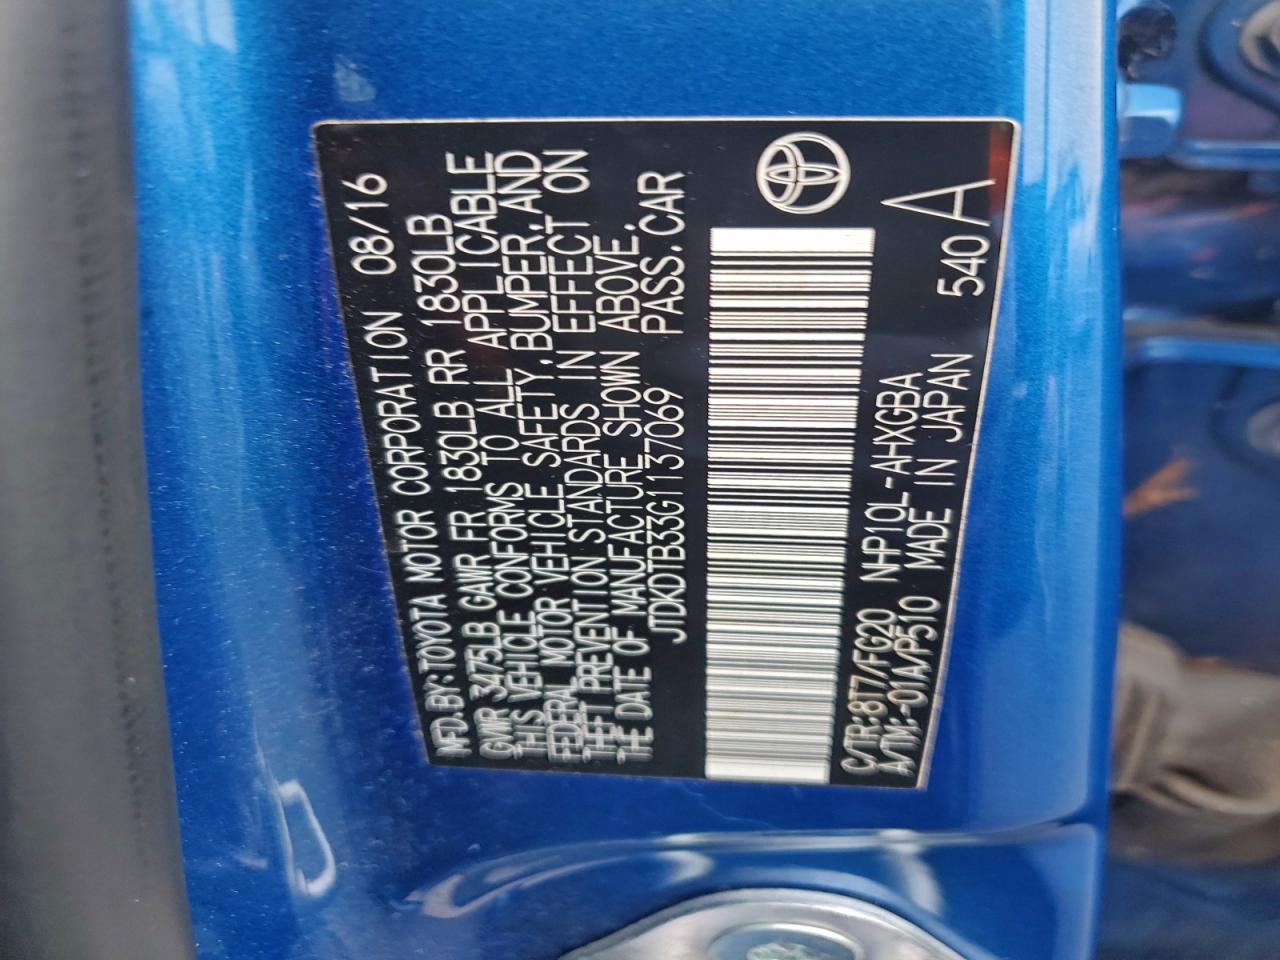 MFD.BY:TOYOTA MOTOR CORPORATION 08/16
GVWR 3475LB GAWR FR 1830LB RR 1830LB
THIS VEHICLE CONFORMS TO ALL APPLICABLE
FEDERAL MOTOR VEHICLE SAFETY,BUMPER,AND
THEFT PREVENTION STANDARDS IN EFFECT ON
THE DATE OF MANUFACTURE SHOWN ABOVE.
JTDKDTB33G1137069 PASS.CAR
C/TR:8T7/FG20 NHP10L-AHXGBA
A/TM:-01A/P510 MADE IN JAPAN 540A